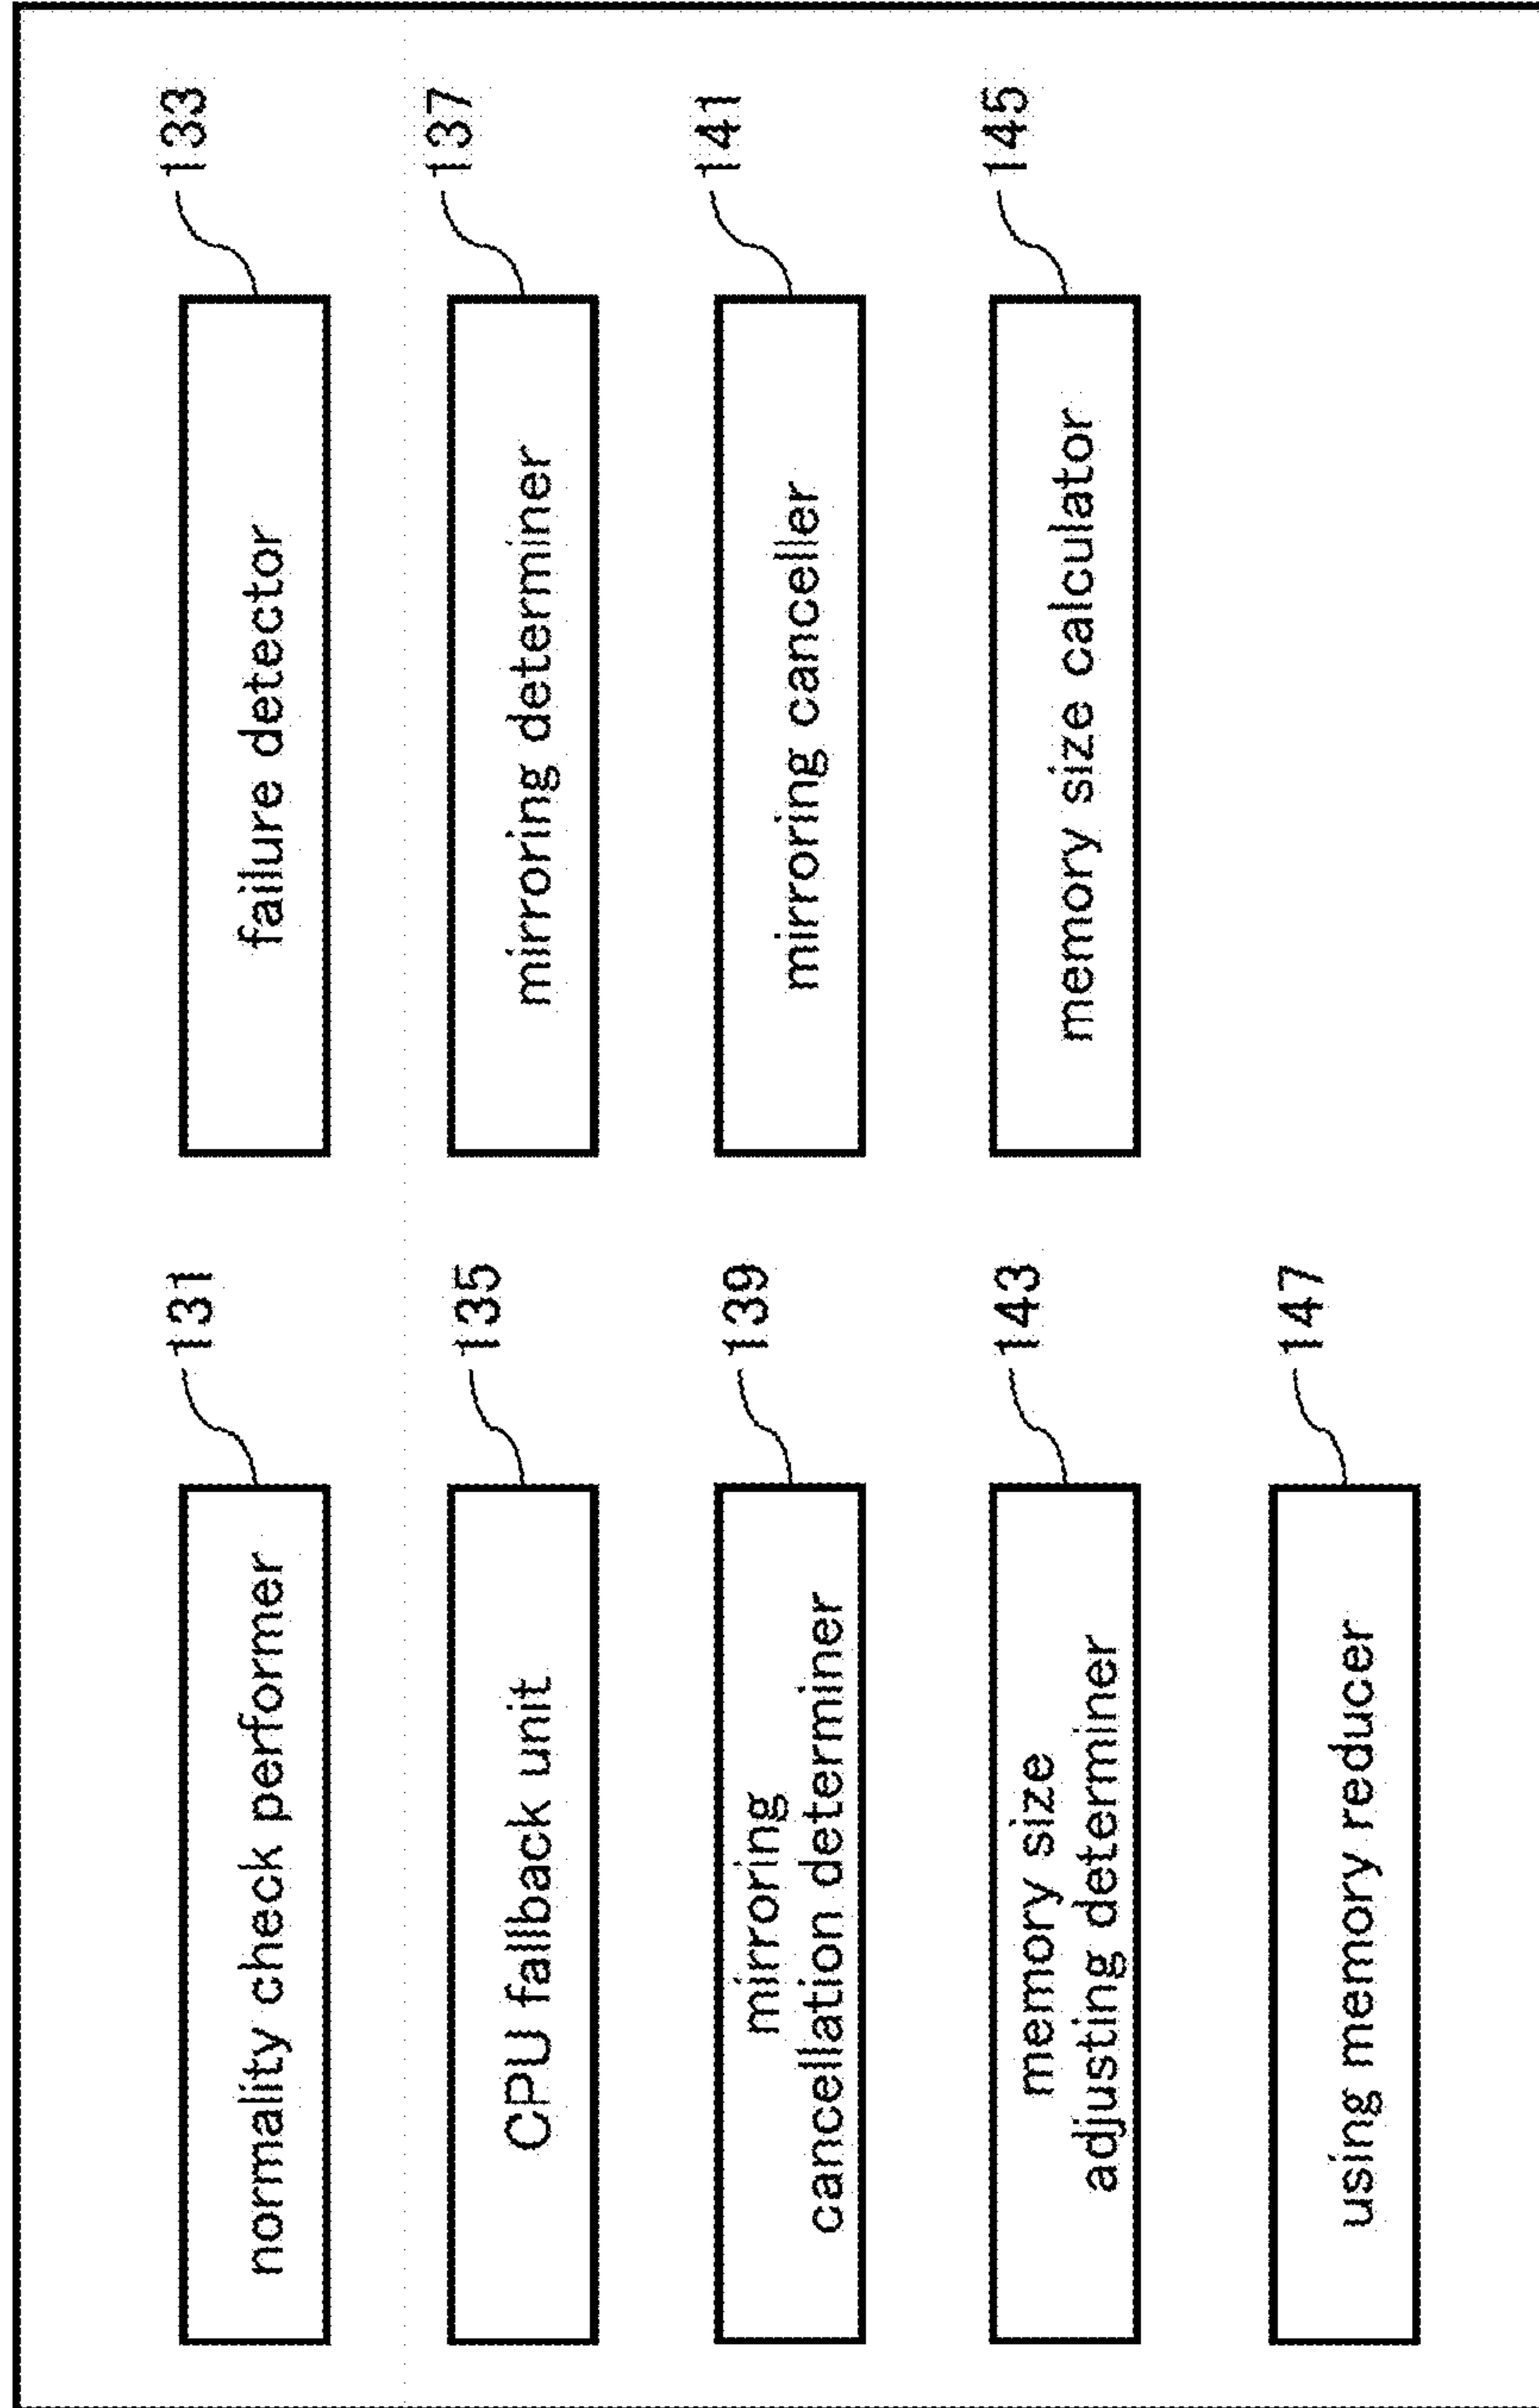 131
normality check performer
133
failure detector
135
CPU fallback unit
137
mirroring determiner
139
mirroring
cancellation determiner
141
mirroring canceller
143
memory size
adjusting determiner
145
memory size calculator
147
using memory reducer